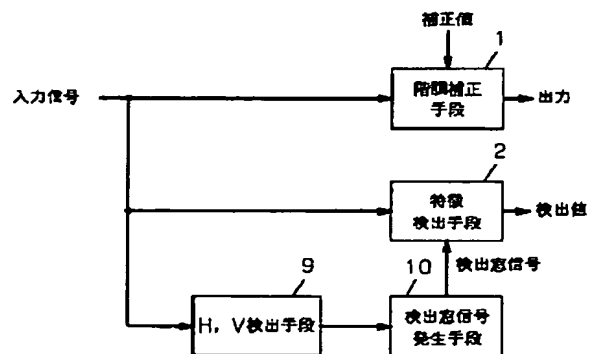 補正値
1
入力信号
階調補正
手段
出力
2
特徴
検出手段
検出値
検出窓信号
9
10
H，V検出手段
検出窓信号
発生手段